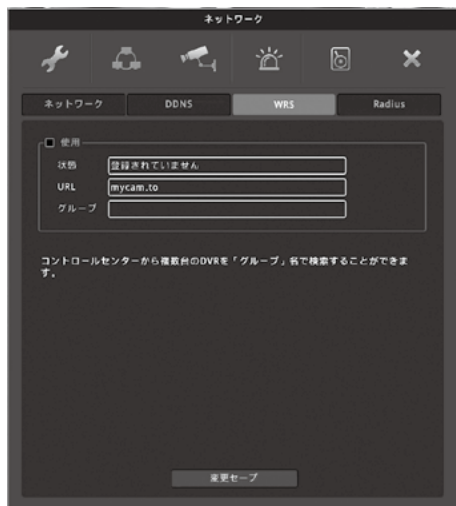 ネットワーク
ネットワーク DDNS WRS Radius
使用
状態 登録されていません
URL mycam.to
グループ
コントロールセンターから複数台のDVRを「グループ」名で検索することができま
す。
変更セーブ